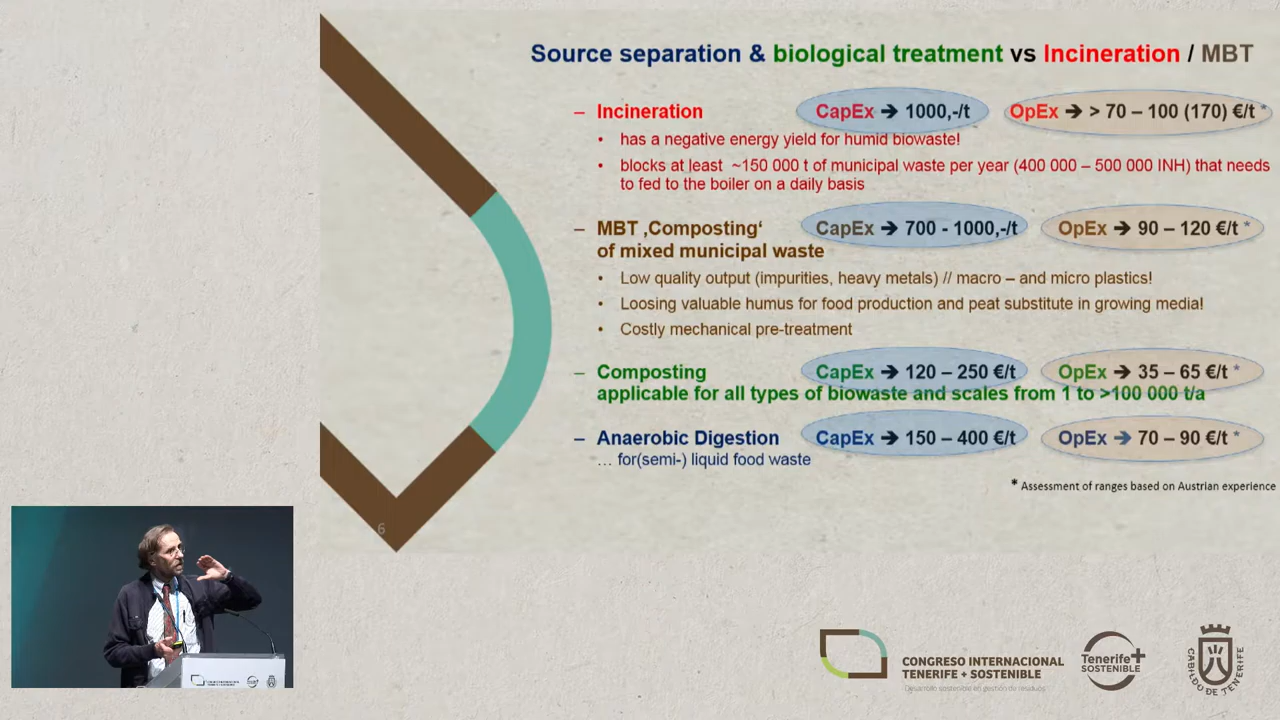 Source separation & biological treatment vs Incineration / MBT
– Incineration CapEx ➔ 1000,-/t OpEx ➔ > 70 – 100 (170) €/t *
• has a negative energy yield for humid biowaste!
• blocks at least ~150 000 t of municipal waste per year (400 000 – 500 000 INH) that needs
to fed to the boiler on a daily basis
– MBT ‚Composting‘ CapEx ➔ 700 - 1000,-/t OpEx ➔ 90 – 120 €/t *
of mixed municipal waste
• Low quality output (impurities, heavy metals) // macro – and micro plastics!
• Loosing valuable humus for food production and peat substitute in growing media!
• Costly mechanical pre-treatment
– Composting CapEx ➔ 120 – 250 €/t OpEx ➔ 35 – 65 €/t *
applicable for all types of biowaste and scales from 1 to >100 000 t/a
– Anaerobic Digestion CapEx ➔ 150 – 400 €/t OpEx ➔ 70 – 90 €/t *
… for(semi-) liquid food waste
* Assessment of ranges based on Austrian experience
6
CONGRESO INTERNACIONAL
TENERIFE + SOSTENIBLE
Desarrollo sostenible en gestión de residuos
Tenerife+
SOSTENIBLE
CABILDO DE TENERIFE